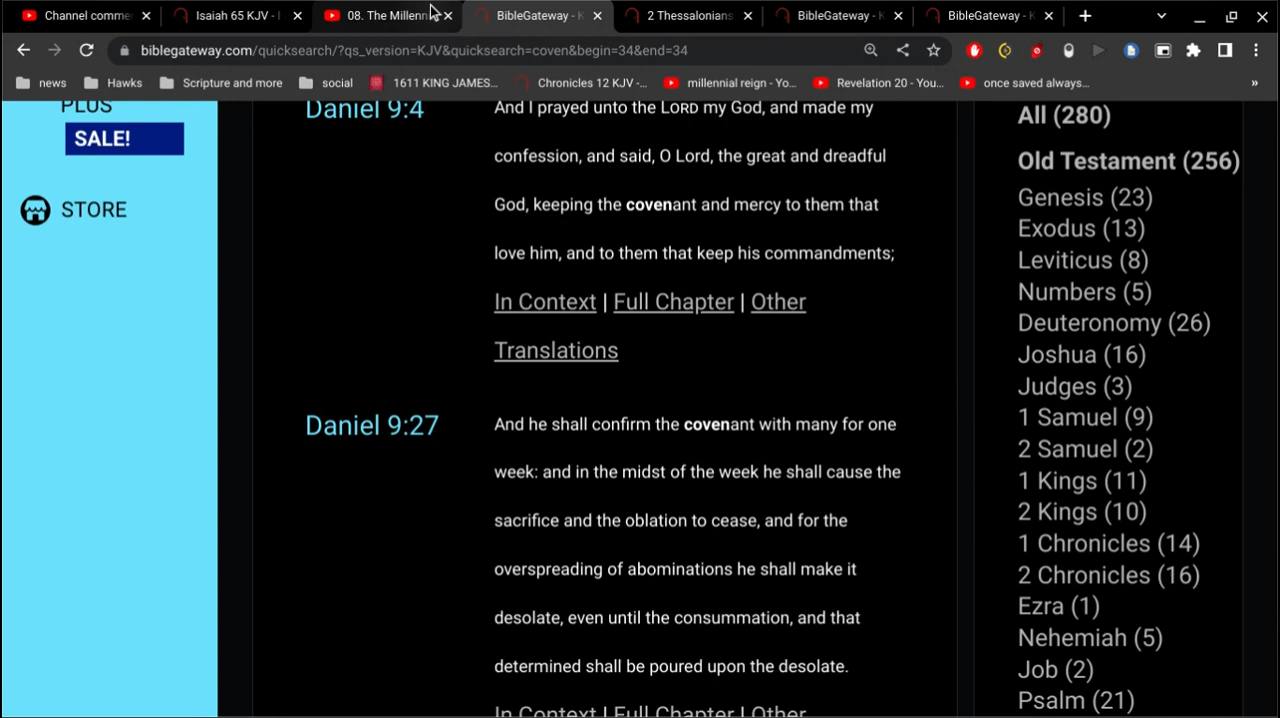 Channel comme
Isaiah 65 KJV - I
08. The Millenn
BibleGateway - K
2 Thessalonians
BibleGateway - K
BibleGateway - K
biblegateway.com/quicksearch/?qs_version=KJV&quicksearch=coven&begin=34&end=34
news
Hawks
Scripture and more
social
1611 KING JAMES...
Chronicles 12 KJV -...
millennial reign - Yo...
Revelation 20 - You...
once saved always...
»
PLUS
SALE!
STORE
Daniel 9:4
And I prayed unto the LORD my God, and made my
confession, and said, O Lord, the great and dreadful
God, keeping the covenant and mercy to them that
love him, and to them that keep his commandments;
In Context | Full Chapter | Other
Translations
Daniel 9:27
And he shall confirm the covenant with many for one
week: and in the midst of the week he shall cause the
sacrifice and the oblation to cease, and for the
overspreading of abominations he shall make it
desolate, even until the consummation, and that
determined shall be poured upon the desolate.
In Context | Full Chapter | Other
All (280)
Old Testament (256)
Genesis (23)
Exodus (13)
Leviticus (8)
Numbers (5)
Deuteronomy (26)
Joshua (16)
Judges (3)
1 Samuel (9)
2 Samuel (2)
1 Kings (11)
2 Kings (10)
1 Chronicles (14)
2 Chronicles (16)
Ezra (1)
Nehemiah (5)
Job (2)
Psalm (21)